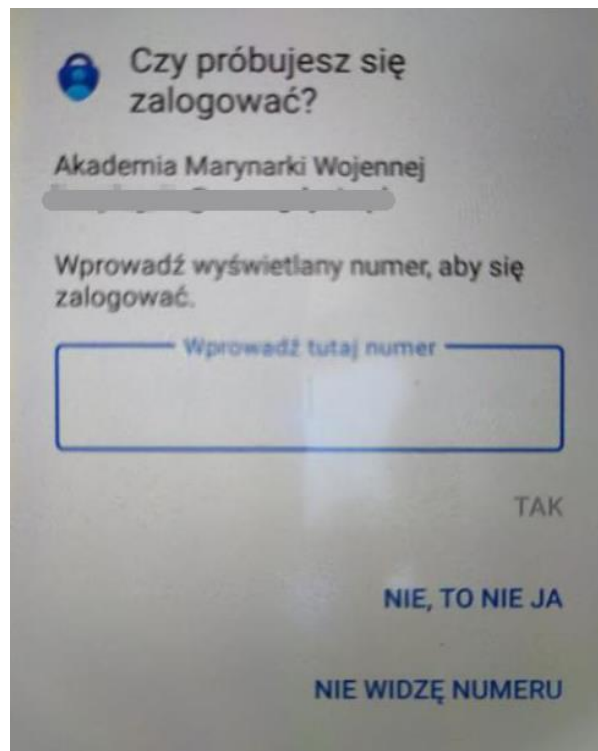 Czy próbujesz się
zalogować?
Akademia Marynarki Wojennej
Wprowadź wyświetlany numer, aby się
zalogować.
Wprowadź tutaj numer
TAK
NIE, TO NIE JA
NIE WIDZĘ NUMERU